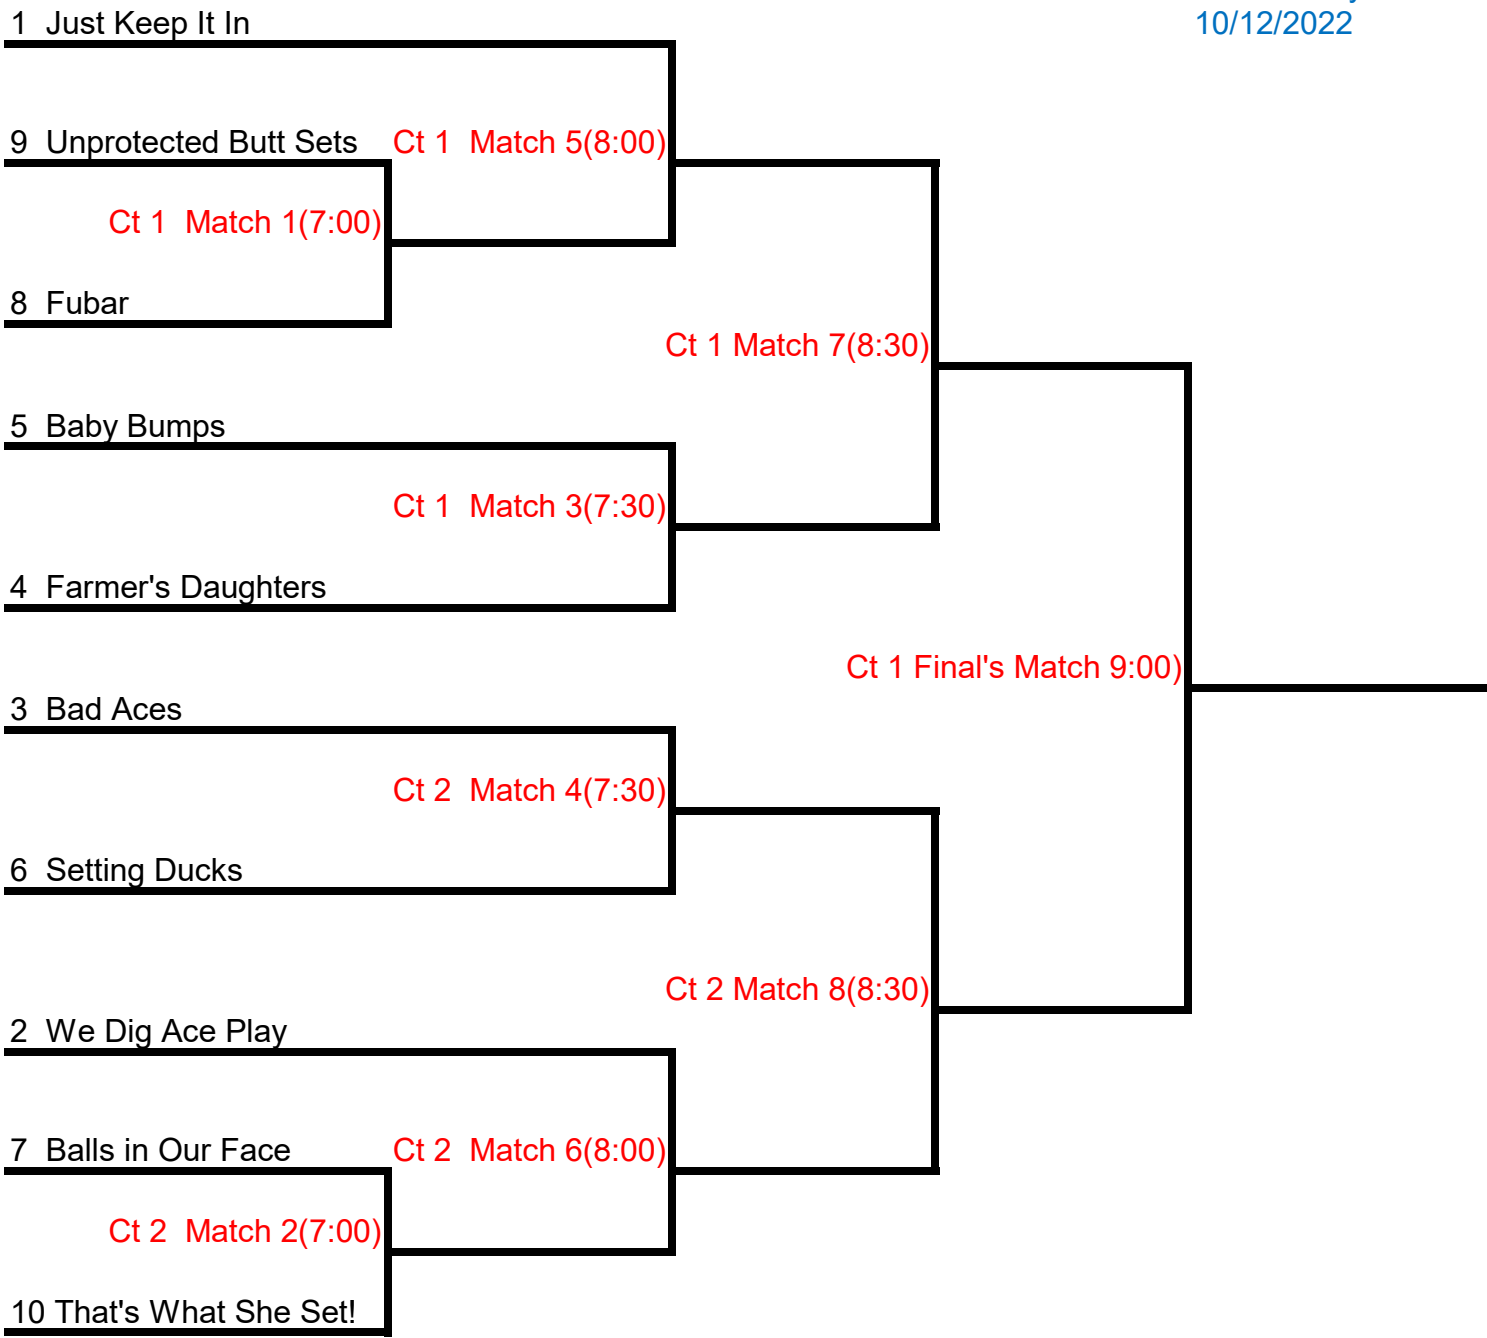 1  Just Keep It In
10/12/2022
9  Unprotected Butt Sets
Ct 1  Match 5(8:00)
Ct 1  Match 1(7:00)
8  Fubar
Ct 1 Match 7(8:30)
5  Baby Bumps
Ct 1  Match 3(7:30)
4  Farmer's Daughters
Ct 1 Final's Match 9:00)
3  Bad Aces
Ct 2  Match 4(7:30)
6  Setting Ducks
Ct 2 Match 8(8:30)
2  We Dig Ace Play
7  Balls in Our Face
Ct 2  Match 6(8:00)
Ct 2  Match 2(7:00)
10 That's What She Set!